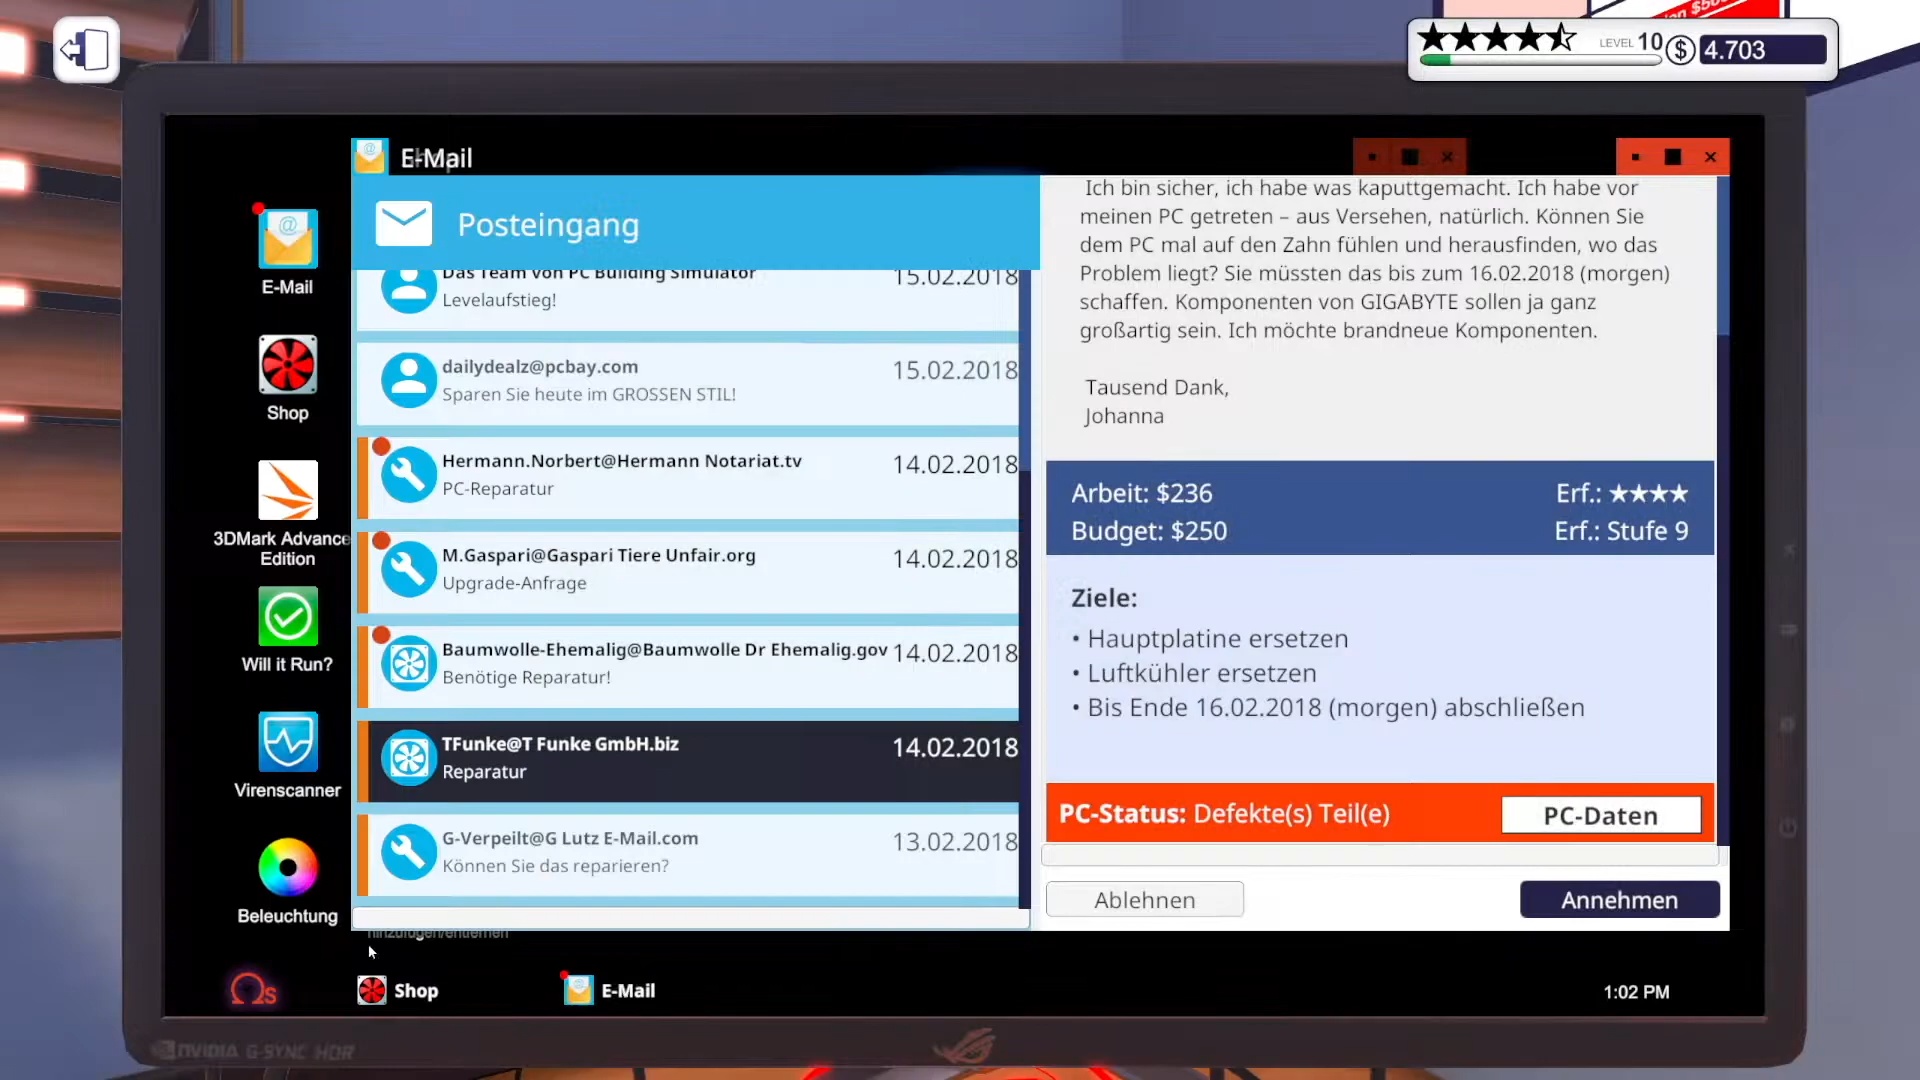 LEVEL 10
4.703
E-Mail
Posteingang
Das Team von PC Building Simulator
15.02.2018
Levelaufstieg!
dailydealz@pcbay.com
15.02.2018
Sparen Sie heute im GROSSEN STIL!
Hermann.Norbert@Hermann Notariat.tv
14.02.2018
PC-Reparatur
M.Gaspari@Gaspari Tiere Unfair.org
14.02.2018
Upgrade-Anfrage
Baumwolle-Ehemalig@Baumwolle Dr Ehemalig.gov
14.02.2018
Benötige Reparatur!
TFunke@T Funke GmbH.biz
14.02.2018
Reparatur
G-Verpeilt@G Lutz E-Mail.com
13.02.2018
Können Sie das reparieren?
Ich bin sicher, ich habe was kaputtgemacht. Ich habe vor
meinen PC getreten – aus Versehen, natürlich. Können Sie
dem PC mal auf den Zahn fühlen und herausfinden, wo das
Problem liegt? Sie müssten das bis zum 16.02.2018 (morgen)
schaffen. Komponenten von GIGABYTE sollen ja ganz
großartig sein. Ich möchte brandneue Komponenten.
Tausend Dank,
Johanna
Arbeit: $236
Erf.: ★★★★
Budget: $250
Erf.: Stufe 9
Ziele:
• Hauptplatine ersetzen
• Luftkühler ersetzen
• Bis Ende 16.02.2018 (morgen) abschließen
PC-Status: Defekte(s) Teil(e)
PC-Daten
Ablehnen
Annehmen
E-Mail
Shop
3DMark Advance
Edition
Will it Run?
Virenscanner
Beleuchtung
hinzufügen/entfernen
Shop
E-Mail
1:02 PM
NVIDIA G-SYNC HDR